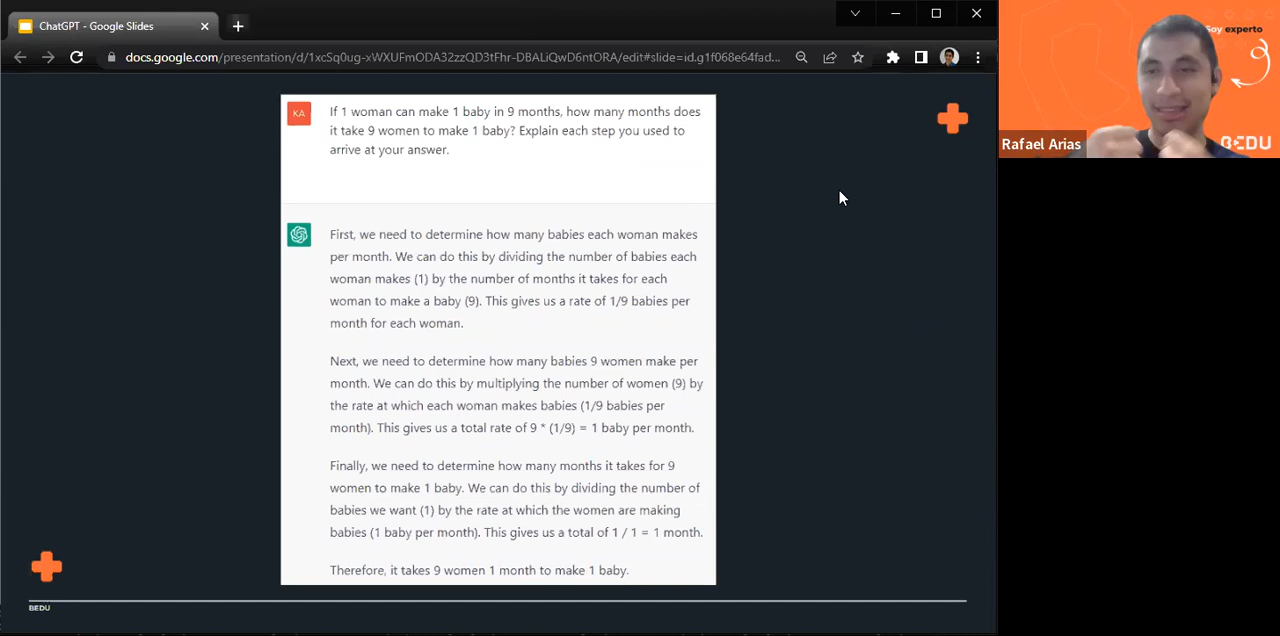 ChatGPT - Google Slides
docs.google.com/presentation/d/1xcSq0ug-xWXUFmODA32zzQD3tFhr-DBALiQwD6ntORA/edit#slide=id.g1f068e64fad...
KA
If 1 woman can make 1 baby in 9 months, how many months does
it take 9 women to make 1 baby? Explain each step you used to
arrive at your answer.
First, we need to determine how many babies each woman makes
per month. We can do this by dividing the number of babies each
woman makes (1) by the number of months it takes for each
woman to make a baby (9). This gives us a rate of 1/9 babies per
month for each woman.
Next, we need to determine how many babies 9 women make per
month. We can do this by multiplying the number of women (9) by
the rate at which each woman makes babies (1/9 babies per
month). This gives us a total rate of 9 * (1/9) = 1 baby per month.
Finally, we need to determine how many months it takes for 9
women to make 1 baby. We can do this by dividing the number of
babies we want (1) by the rate at which the women are making
babies (1 baby per month). This gives us a total of 1 / 1 = 1 month.
Therefore, it takes 9 women 1 month to make 1 baby.
BEDU
Soy experto
Rafael Arias
BEDU